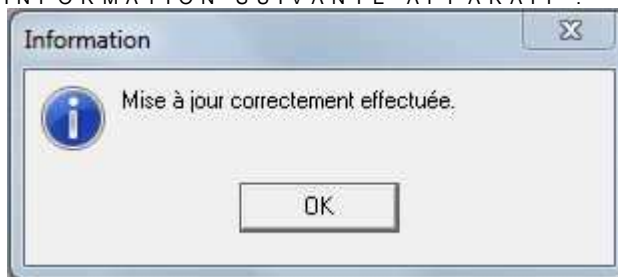 INFORMATION SUIVANTE APPARAIT :
Information
Mise à jour correctement effectuée.
OK